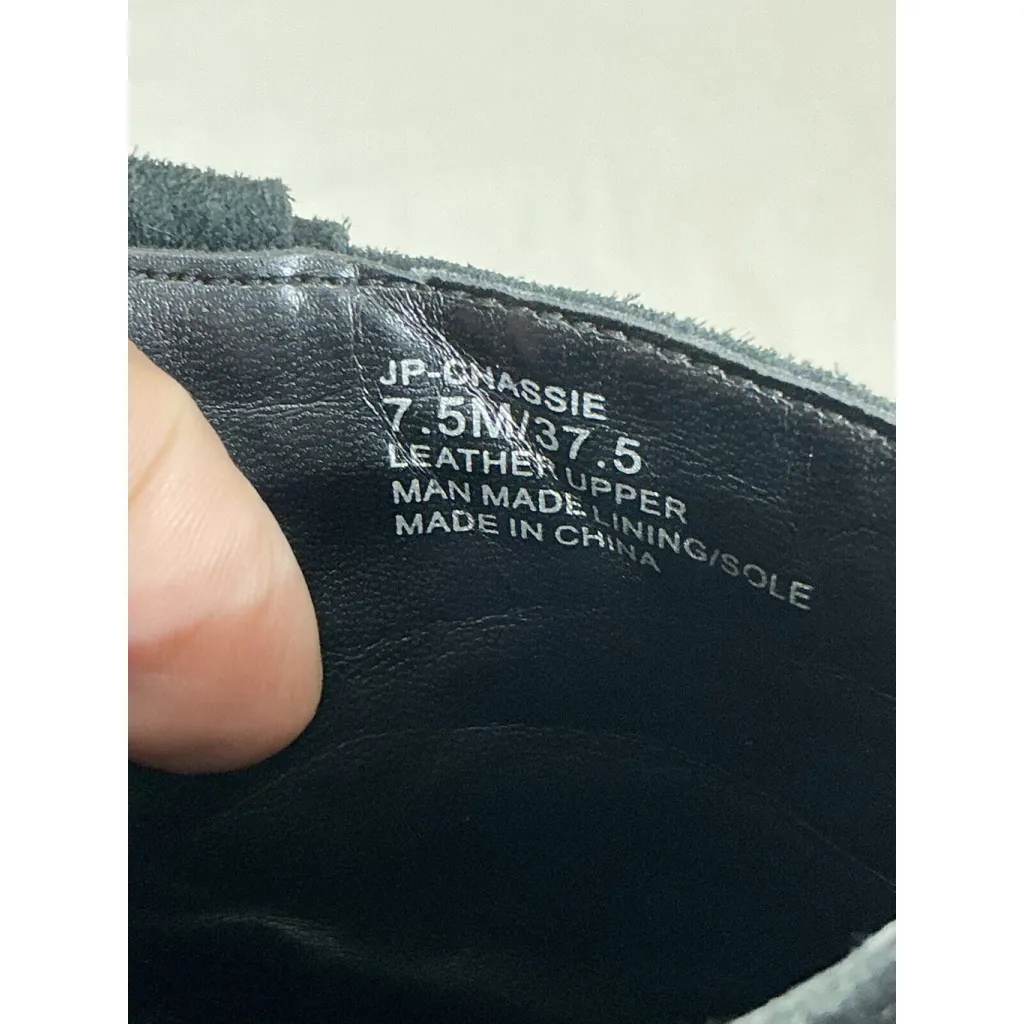 JP-CHASSIE
7.5M/37.5
LEATHER UPPER
MAN MADE LINING/SOLE
MADE IN CHINA